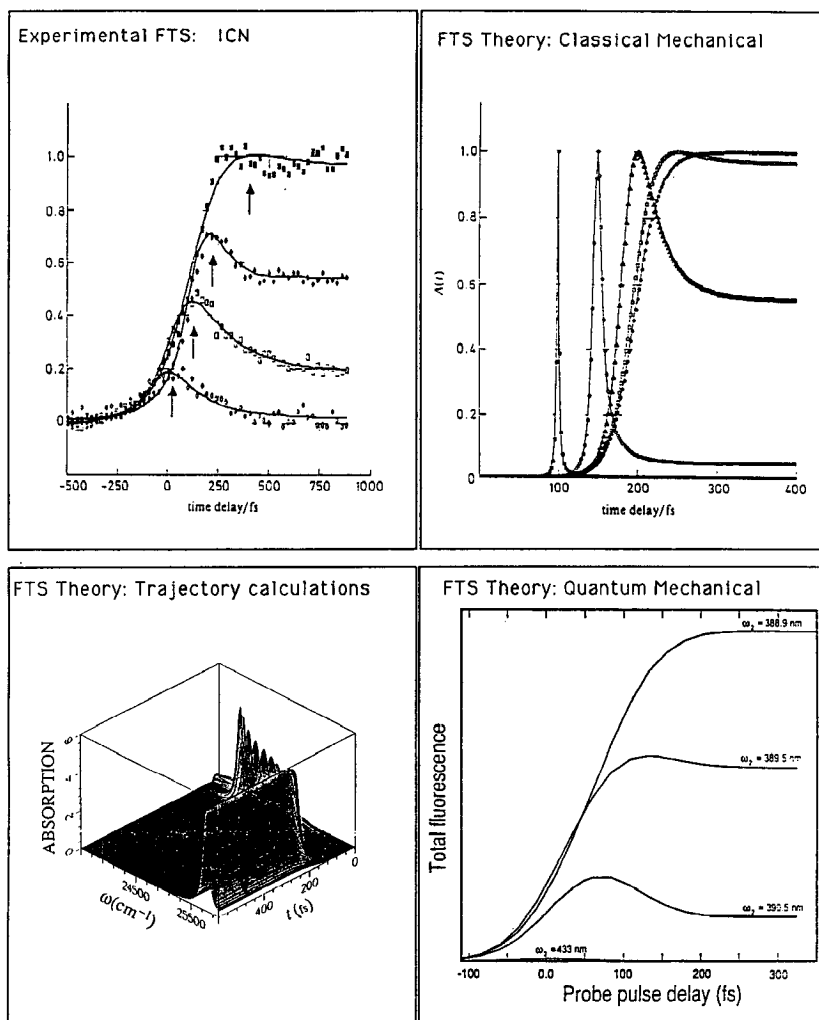 Experimental FTS: ICN
1.0
0.8
0.6
0.4
0.2
0
-500 -250 0 250 500 750 1000
time delay/fs
FTS Theory: Classical Mechanical
A(t)
1.0
0.8
0.6
0.4
0.2
0
100 200 300 400
time delay/fs
FTS Theory: Trajectory calculations
ABSORPTION
6
4
2
0
24500
25500
ω(cm⁻¹)
400
200
0
t (fs)
FTS Theory: Quantum Mechanical
Total fluorescence
ω₂ = 388.9 nm
ω₂ = 389.5 nm
ω₂ = 390.5 nm
ω₂ = 433 nm
-100 0.0 100 200 300
Probe pulse delay (fs)